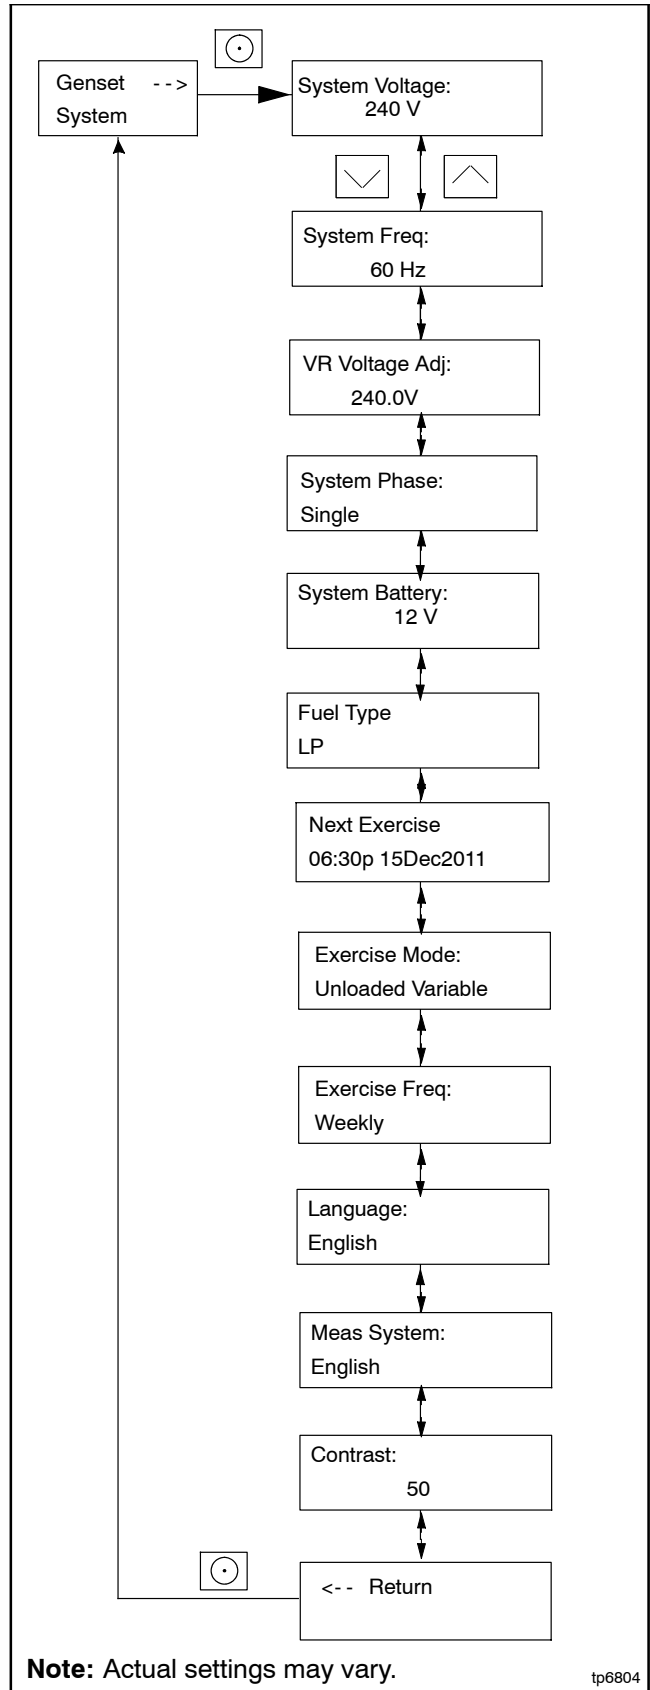 Genset -->
System
System Voltage:
240 V
System Freq:
60 Hz
VR Voltage Adj:
240.0V
System Phase:
Single
System Battery:
12 V
Fuel Type
LP
Next Exercise
06:30p 15Dec2011
Exercise Mode:
Unloaded Variable
Exercise Freq:
Weekly
Language:
English
Meas System:
English
Contrast:
50
<-- Return
Note: Actual settings may vary.
tp6804